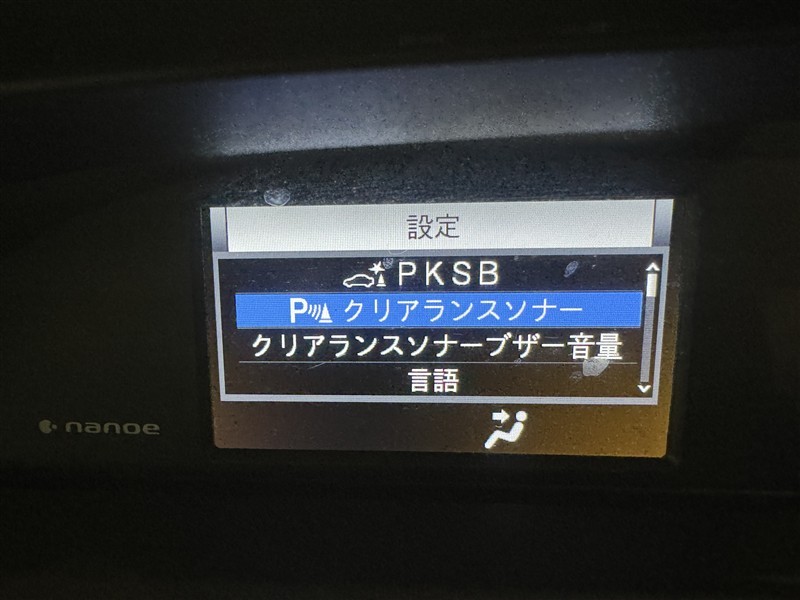 設定
PKSB
P クリアランスソナー
クリアランスソナーブザー音量
言語
nanoe